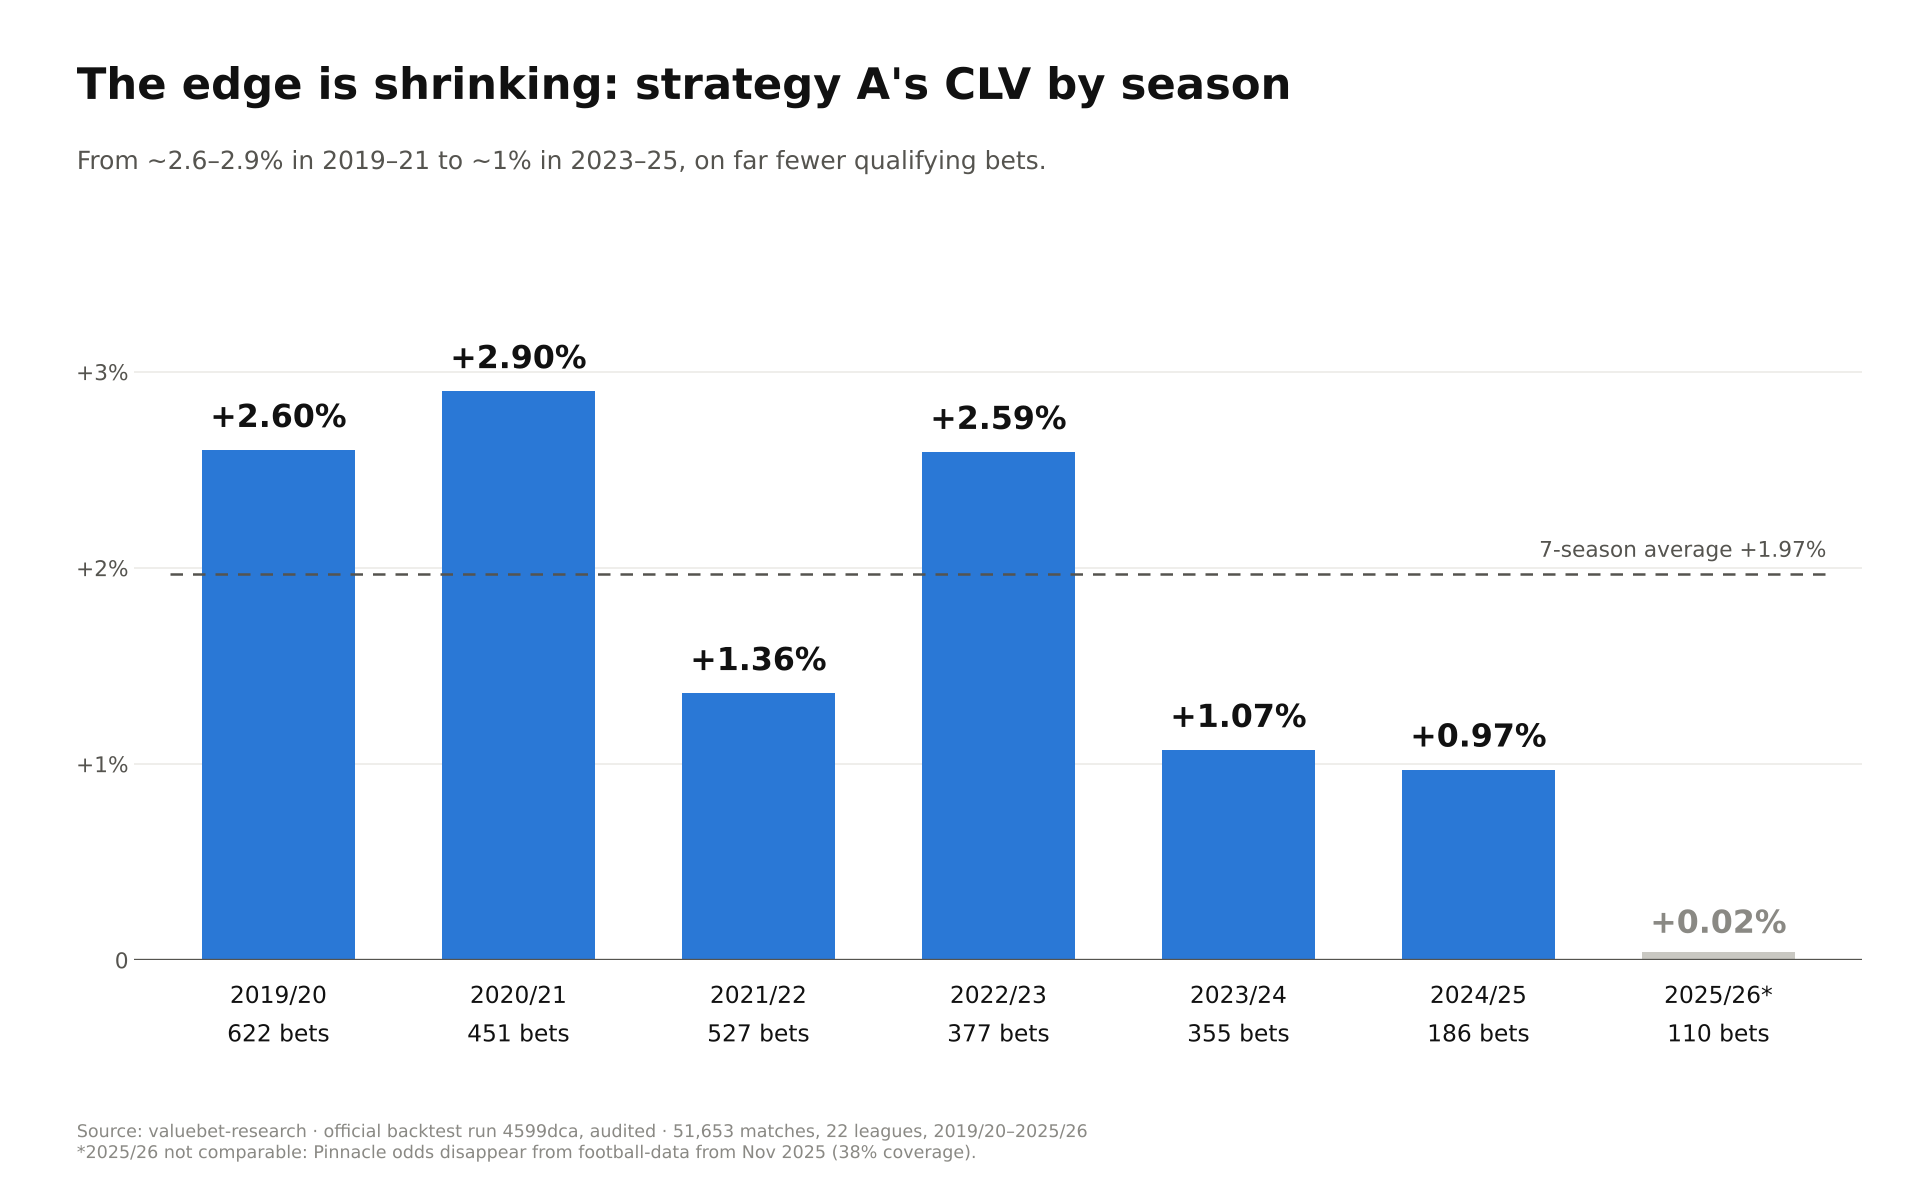 The edge is shrinking: strategy A's CLV by season
From ~2.6–2.9% in 2019–21 to ~1% in 2023–25, on far fewer qualifying bets.
+3%
+2%
+1%
0
+2.60%
+2.90%
+1.36%
+2.59%
+1.07%
+0.97%
+0.02%
7-season average +1.97%
2019/20
622 bets
2020/21
451 bets
2021/22
527 bets
2022/23
377 bets
2023/24
355 bets
2024/25
186 bets
2025/26*
110 bets
Source: valuebet-research · official backtest run 4599dca, audited · 51,653 matches, 22 leagues, 2019/20–2025/26
*2025/26 not comparable: Pinnacle odds disappear from football-data from Nov 2025 (38% coverage).